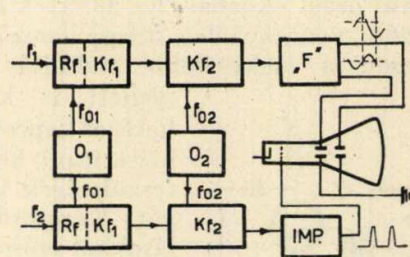 f₁ Rf Kf₁ Kf₂ „F"
f₀₁ f₀₂
O₁ O₂
f₀₁ f₀₂
f₂ Rf Kf₁ Kf₂ IMP.